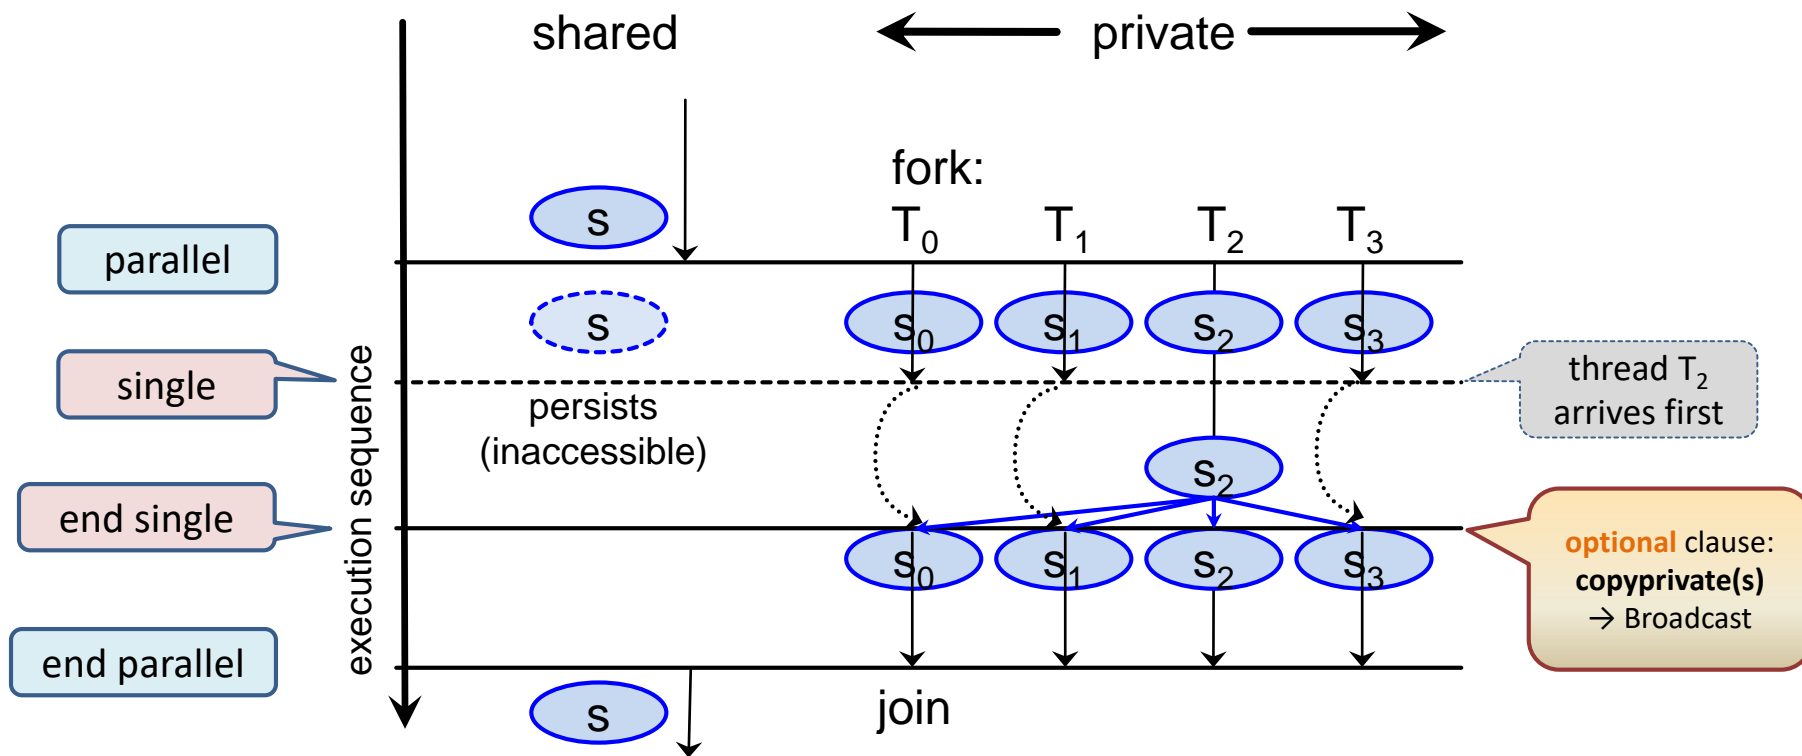 shared
private
fork:
s
T₀
T₁
T₂
T₃
parallel
s
s₀
s₁
s₂
s₃
single
thread T₂
arrives first
persists
(inaccessible)
execution sequence
s₂
end single
optional clause:
copyprivate(s)
→ Broadcast
s₀
s₁
s₂
s₃
end parallel
s
join